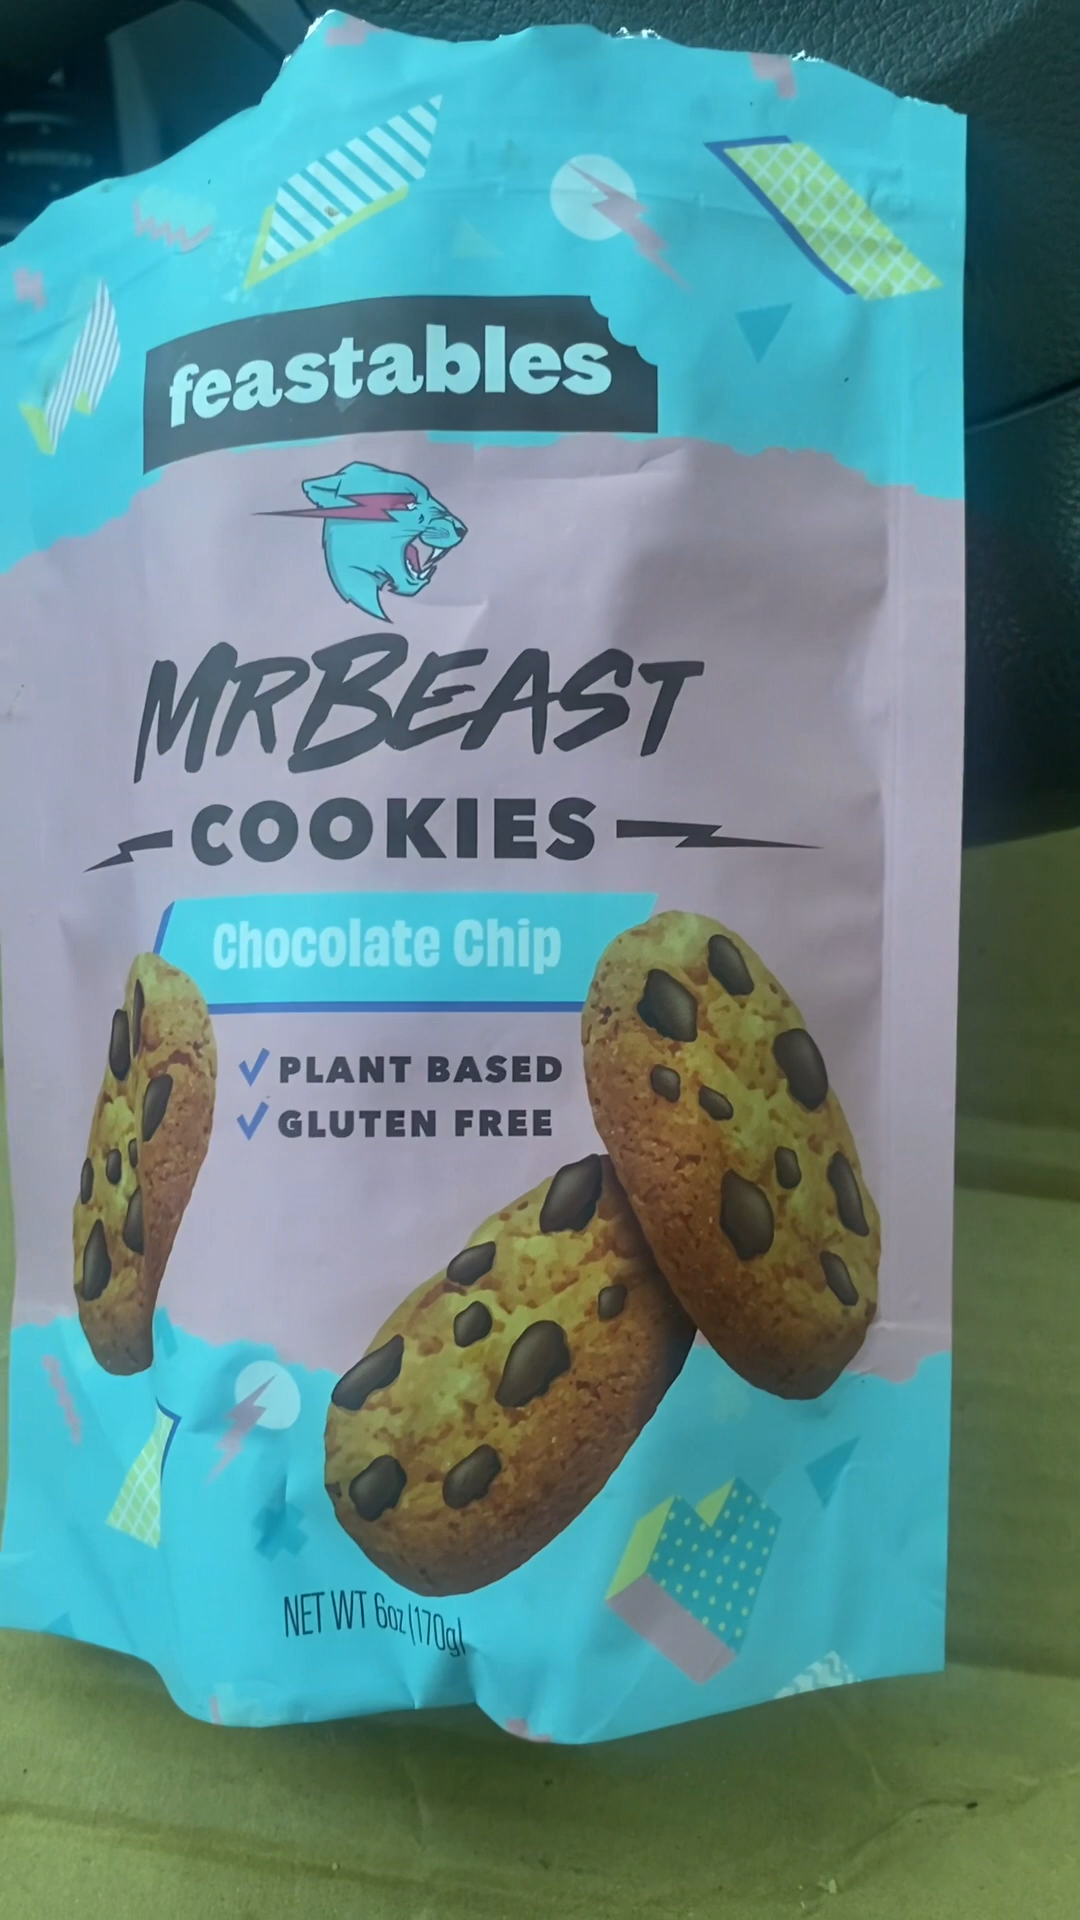 feastables
MRBEAST
COOKIES
Chocolate Chip
PLANT BASED
GLUTEN FREE
NET WT 6oz (170g)